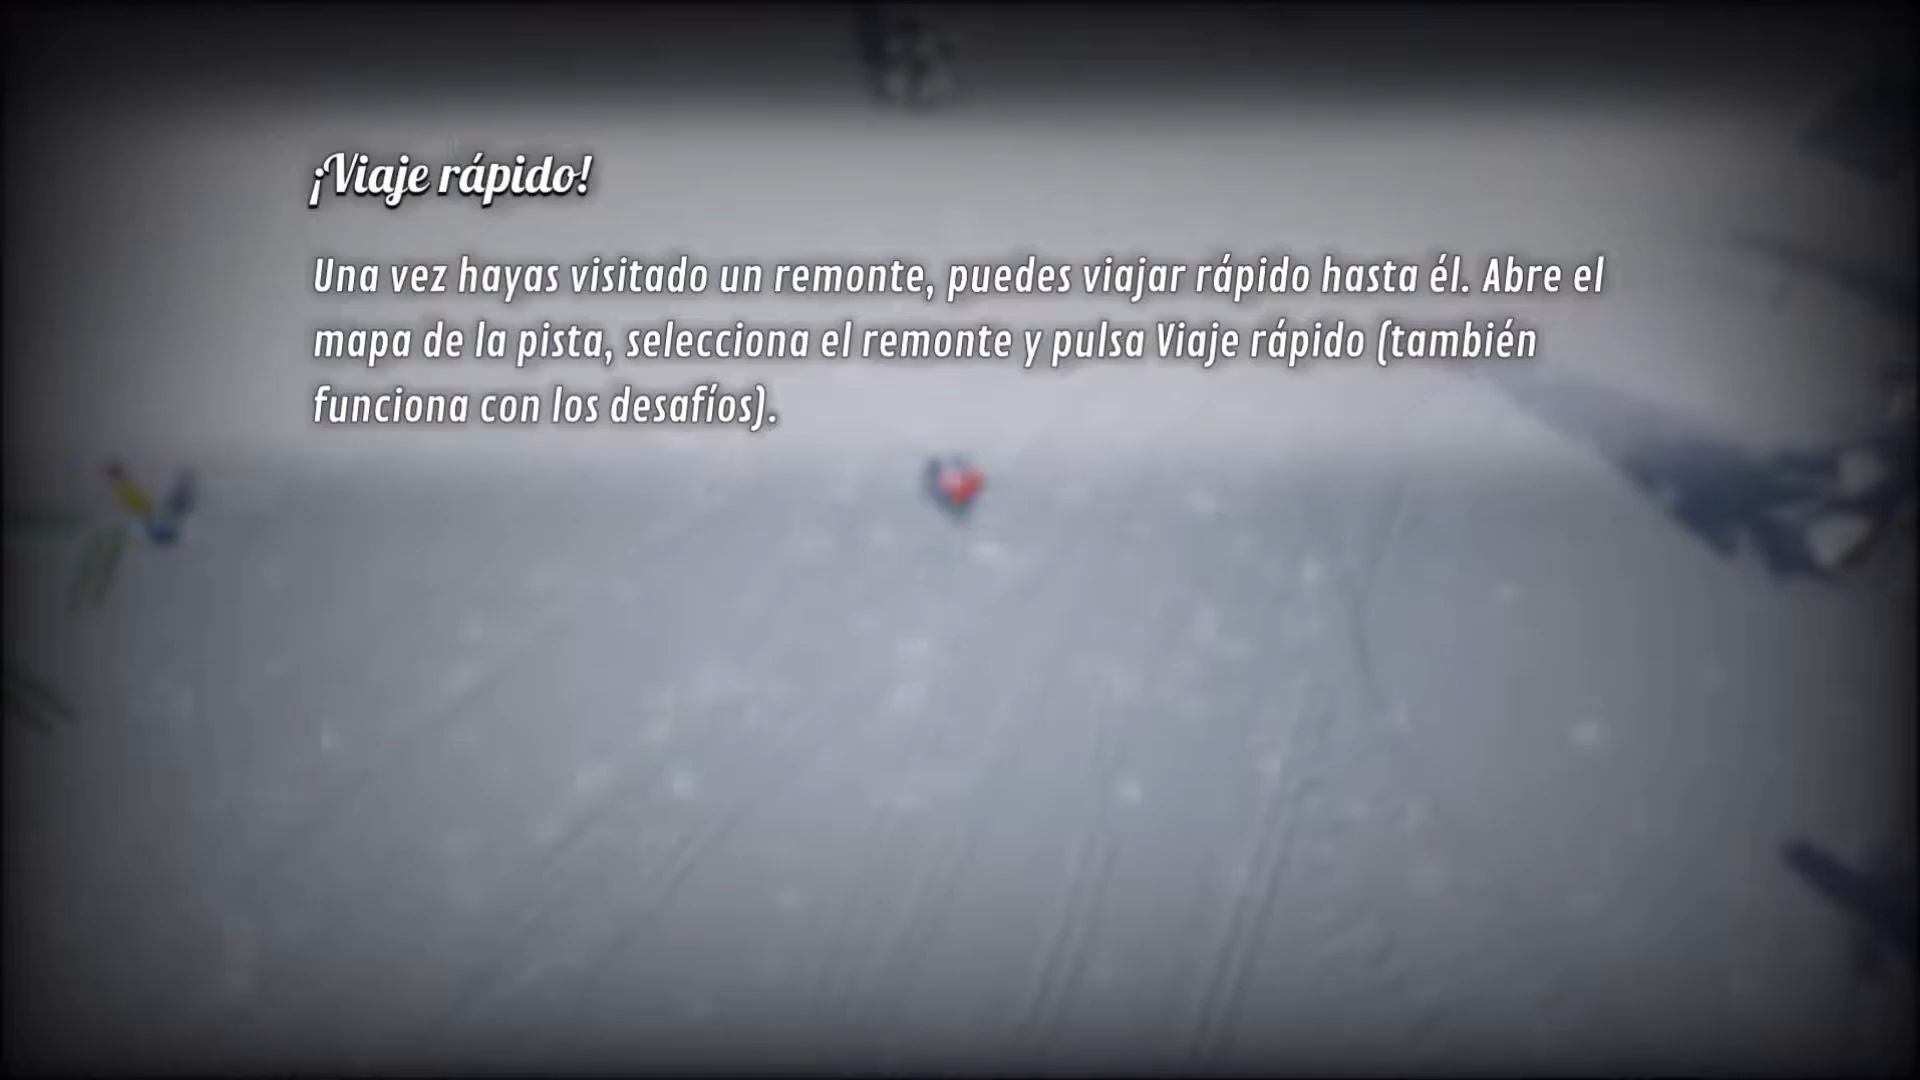 ¡Viaje rápido!
Una vez hayas visitado un remonte, puedes viajar rápido hasta él. Abre el
mapa de la pista, selecciona el remonte y pulsa Viaje rápido (también
funciona con los desafíos).